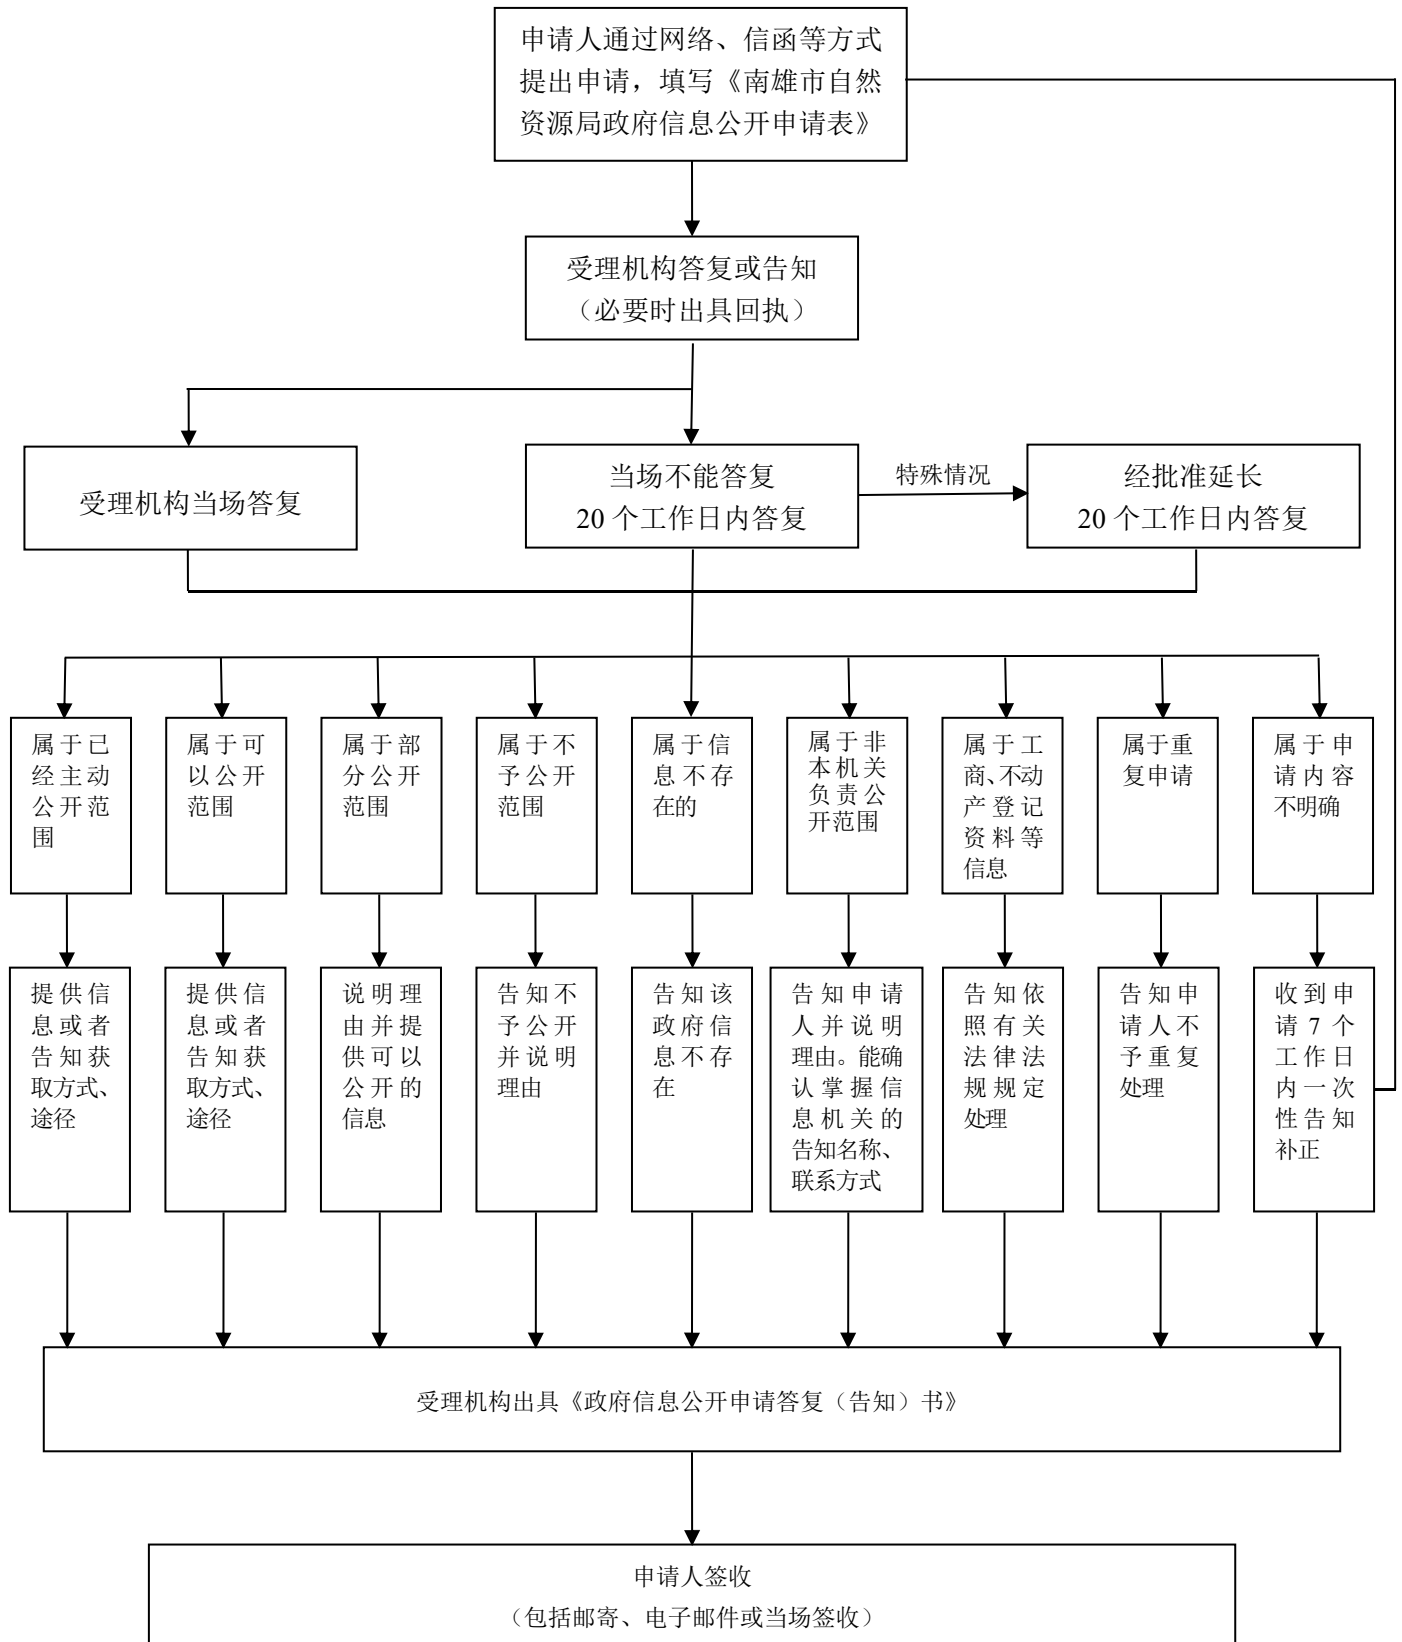 申请人通过网络、信函等方式
提出申请，填写《南雄市自然
资源局政府信息公开申请表》
受理机构答复或告知
（必要时出具回执）
受理机构当场答复
当场不能答复
20 个工作日内答复
特殊情况
经批准延长
20 个工作日内答复
属于已
经主动
公开范
围
属于可
以公开
范围
属于部
分公开
范围
属于不
予公开
范围
属于信
息不存
在的
属于非
本机关
负责公
开范围
属于工
商、不动
产登记
资料等
信息
属于重
复申请
属于申
请内容
不明确
提供信
息或者
告知获
取方式、
途径
提供信
息或者
告知获
取方式、
途径
说明理
由并提
供可以
公开的
信息
告知不
予公开
并说明
理由
告知该
政府信
息不存
在
告知申请
人并说明
理由。能确
认掌握信
息机关的
告知名称、
联系方式
告知依
照有关
法律法
规规定
处理
告知申
请人不
予重复
处理
收到申
请 7 个
工作日
内一次
性告知
补正
受理机构出具《政府信息公开申请答复（告知）书》
申请人签收
（包括邮寄、电子邮件或当场签收）